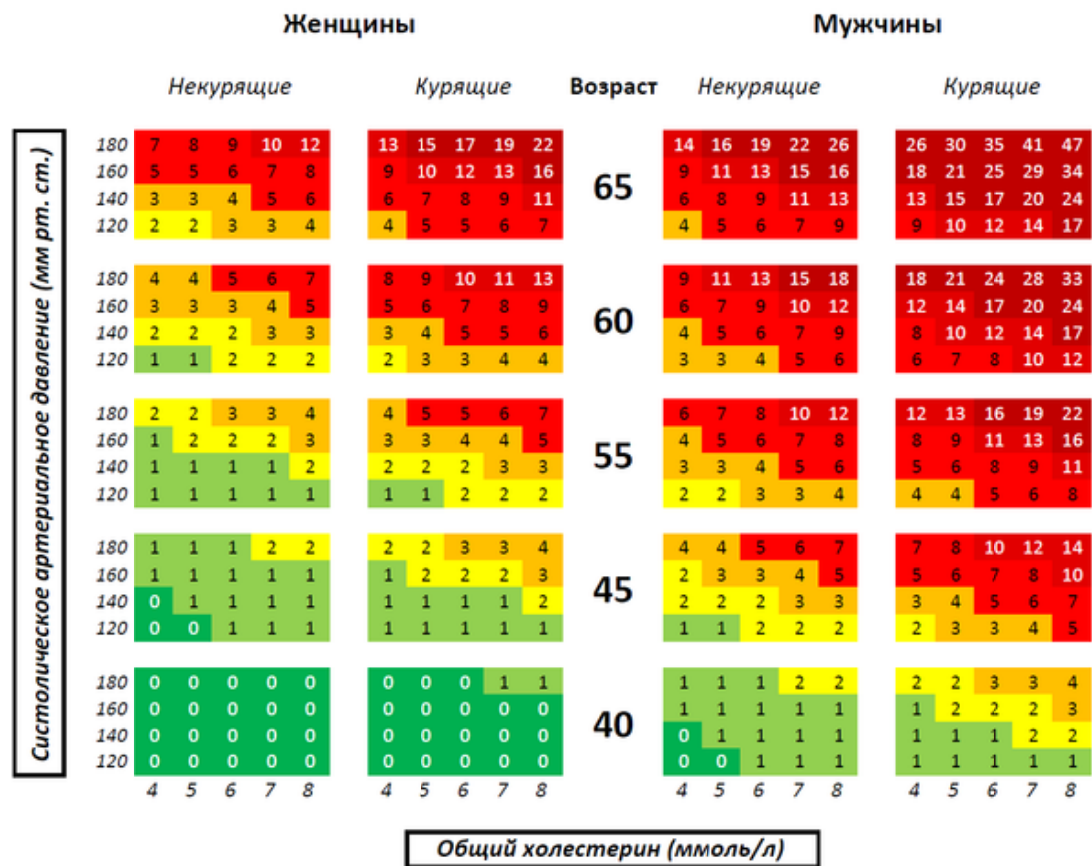 Женщины Мужчины
Некурящие Курящие Возраст Некурящие Курящие
Систолическое артериальное давление (мм рт. ст.)
180 7 8 9 10 12 13 15 17 19 22 14 16 19 22 26 26 30 35 41 47
160 5 5 6 7 8 9 10 12 13 16 9 11 13 15 16 18 21 25 29 34
65
140 3 3 4 5 6 6 7 8 9 11 6 8 9 11 13 13 15 17 20 24
120 2 2 3 3 4 4 5 5 6 7 4 5 6 7 9 9 10 12 14 17
180 4 4 5 6 7 8 9 10 11 13 9 11 13 15 18 18 21 24 28 33
160 3 3 3 4 5 5 6 7 8 9 6 7 9 10 12 12 14 17 20 24
60
140 2 2 2 3 3 3 4 5 5 6 4 5 6 7 9 8 10 12 14 17
120 1 1 2 2 2 2 3 3 4 4 3 3 4 5 6 6 7 8 10 12
180 2 2 3 3 4 4 5 5 6 7 6 7 8 10 12 12 13 16 19 22
160 1 2 2 2 3 3 3 4 4 5 4 5 6 7 8 8 9 11 13 16
55
140 1 1 1 1 2 2 2 2 3 3 3 3 4 5 6 5 6 8 9 11
120 1 1 1 1 1 1 1 2 2 2 2 2 3 3 4 4 4 5 6 8
180 1 1 1 2 2 2 2 3 3 4 4 4 5 6 7 7 8 10 12 14
160 1 1 1 1 1 1 2 2 2 3 2 3 3 4 5 5 6 7 8 10
45
140 0 1 1 1 1 1 1 1 1 2 2 2 2 3 3 3 4 5 6 7
120 0 0 1 1 1 1 1 1 1 1 1 1 2 2 2 2 3 3 4 5
180 0 0 0 0 0 0 0 0 1 1 1 1 1 2 2 2 2 3 3 4
160 0 0 0 0 0 0 0 0 0 0 1 1 1 1 1 1 2 2 2 3
40
140 0 0 0 0 0 0 0 0 0 0 0 1 1 1 1 1 1 1 2 2
120 0 0 0 0 0 0 0 0 0 0 0 0 1 1 1 1 1 1 1 1
4 5 6 7 8 4 5 6 7 8 4 5 6 7 8 4 5 6 7 8
Общий холестерин (ммоль/л)